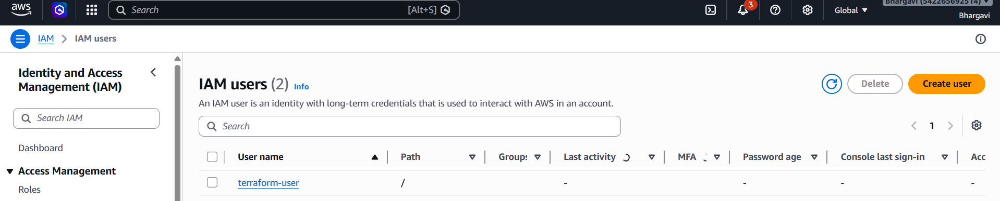 aws
Search [Alt+S]
3
Global
Bhargavi (542265692514)
Bhargavi
IAM > IAM users
Identity and Access
Management (IAM)
Search IAM
Dashboard
Access Management
Roles
IAM users (2) Info
Delete
Create user
An IAM user is an identity with long-term credentials that is used to interact with AWS in an account.
Search
1
User name Path Groups Last activity MFA Password age Console last sign-in Acc
terraform-user / - - - -